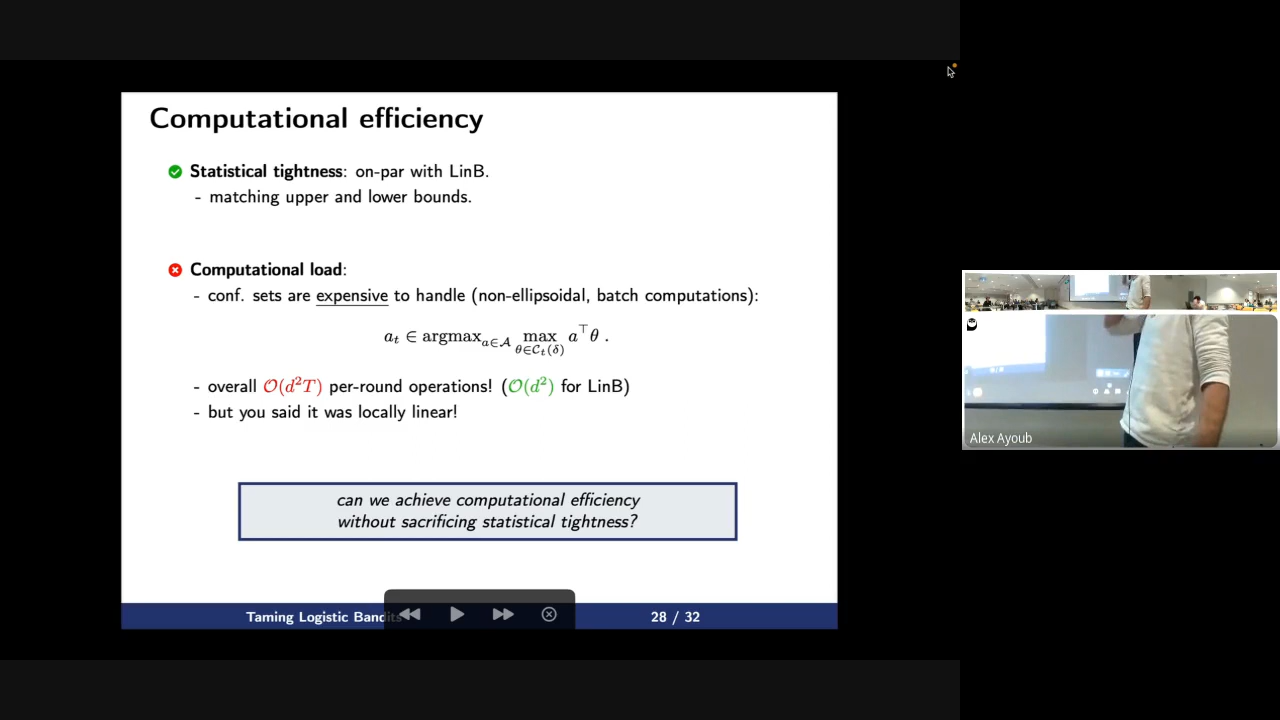 Computational efficiency
Statistical tightness: on-par with LinB.
- matching upper and lower bounds.
Computational load:
- conf. sets are expensive to handle (non-ellipsoidal, batch computations):
a_t ∈ argmax_{a∈𝒜} max_{θ∈𝒞_t(δ)} a^⊤ θ .
- overall 𝒪(d²T) per-round operations! (𝒪(d²) for LinB)
- but you said it was locally linear!
can we achieve computational efficiency
without sacrificing statistical tightness?
Taming Logistic Bandits 28 / 32
Alex Ayoub